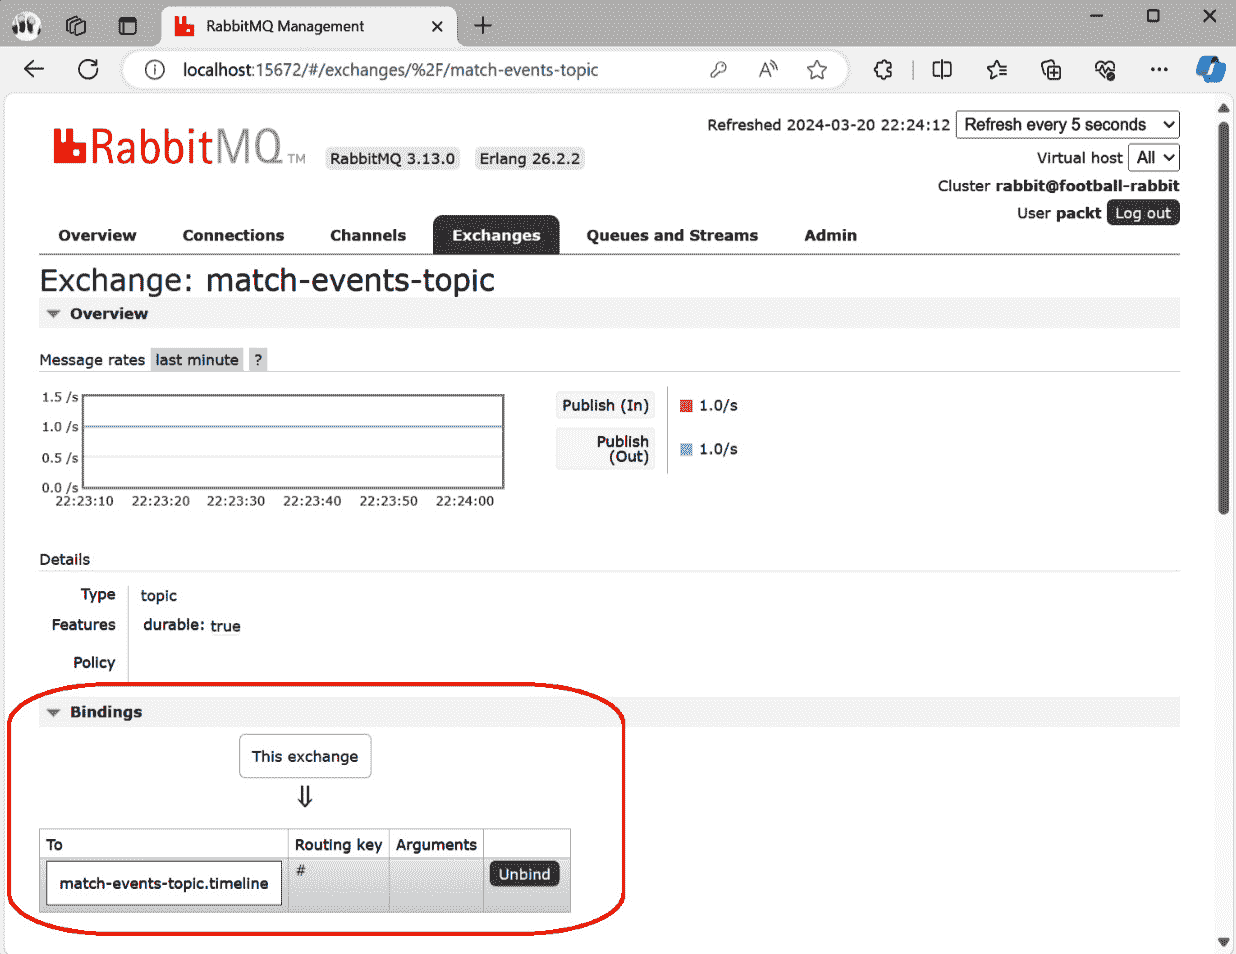 RabbitMQ Management
localhost:15672/#/exchanges/%2F/match-events-topic
Refreshed 2024-03-20 22:24:12 Refresh every 5 seconds
RabbitMQ TM RabbitMQ 3.13.0 Erlang 26.2.2
Virtual host All
Cluster rabbit@football-rabbit
User packt Log out
Overview Connections Channels Exchanges Queues and Streams Admin
Exchange: match-events-topic
Overview
Message rates last minute ?
1.5 /s
1.0 /s
0.5 /s
0.0 /s
22:23:10 22:23:20 22:23:30 22:23:40 22:23:50 22:24:00
Publish (In) 1.0/s
Publish
(Out) 1.0/s
Details
Type topic
Features durable: true
Policy
Bindings
This exchange
⇓
To Routing key Arguments
match-events-topic.timeline # Unbind